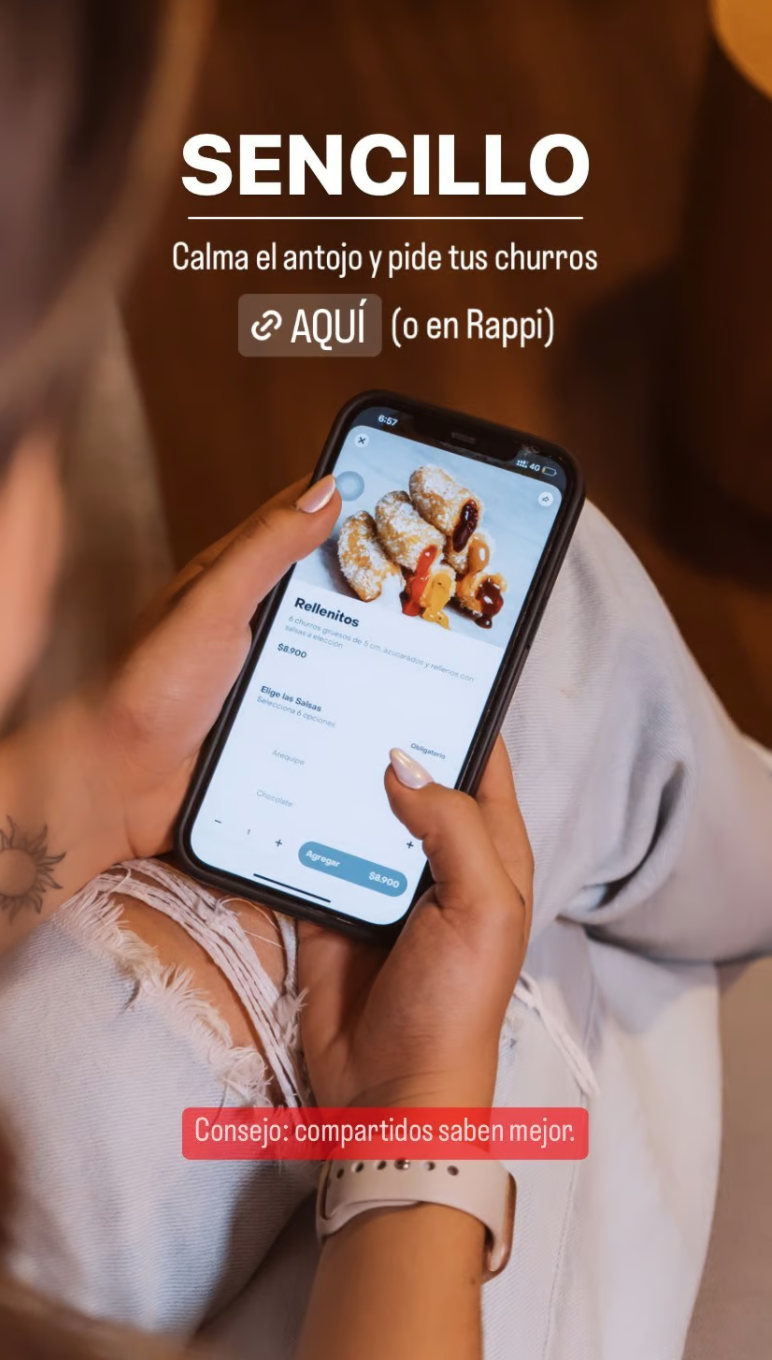 SENCILLO
Calma el antojo y pide tus churros
AQUÍ (o en Rappi)
6:57
40
Rellenitos
6 churros gruesos de 5 cm, azucarados y rellenos con
salsas a elección
$8.900
Elige las Salsas
Selecciona 6 opciones
Obligatorio
Arequipe
Chocolate
- 1 +
+
Agregar $8.900
Consejo: compartidos saben mejor.